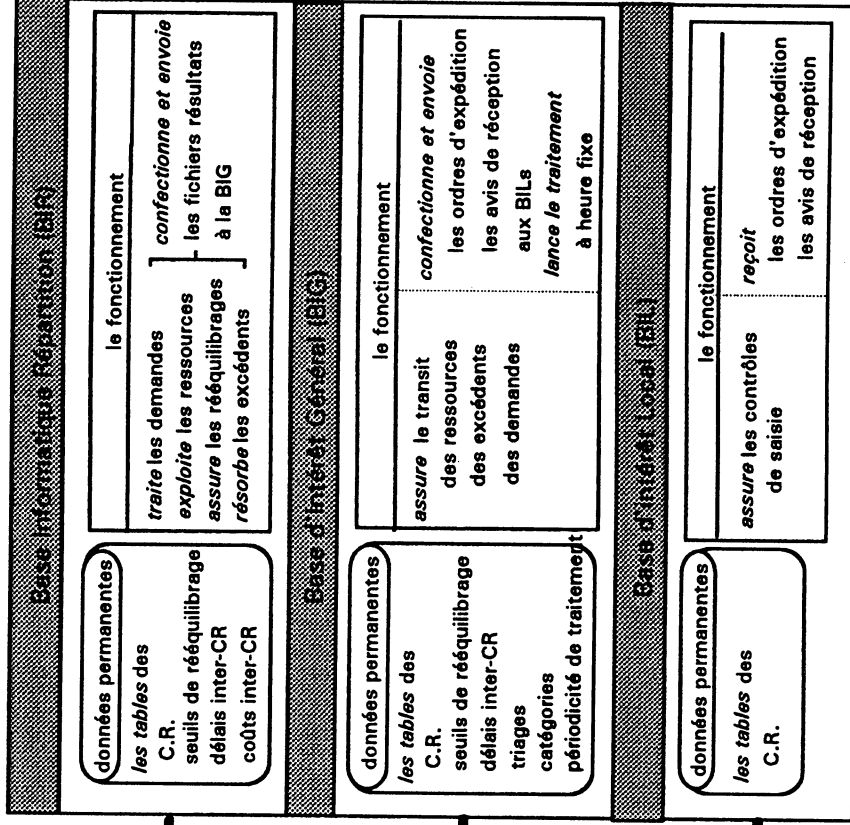 Base Informatique Répartition (BIR)
données permanentes
les tables des
C.R.
seuils de rééquilibrage
délais inter-CR
coûts inter-CR
le fonctionnement
traite les demandes
exploite les ressources
assure les rééquilibrages
résorbe les excédents
confectionne et envoie
les fichiers résultats
à la BIG
Base d'Intérêt Général (BIG)
données permanentes
les tables des
C.R.
seuils de rééquilibrage
délais inter-CR
triages
catégories
périodicité de traitement
le fonctionnement
assure le transit
des ressources
des excédents
des demandes
confectionne et envoie
les ordres d'expédition
les avis de réception
aux BILs
lance le traitement
à heure fixe
Base d'Intérêt Local (BIL)
données permanentes
les tables des
C.R.
le fonctionnement
assure les contrôles
de saisie
reçoit
les ordres d'expédition
les avis de réception